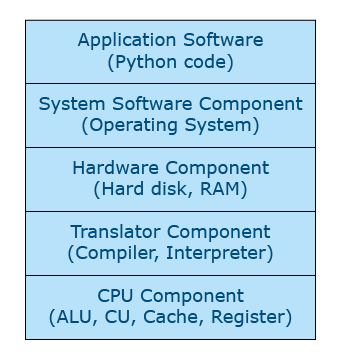 Application Software
(Python code)
System Software Component
(Operating System)
Hardware Component
(Hard disk, RAM)
Translator Component
(Compiler, Interpreter)
CPU Component
(ALU, CU, Cache, Register)